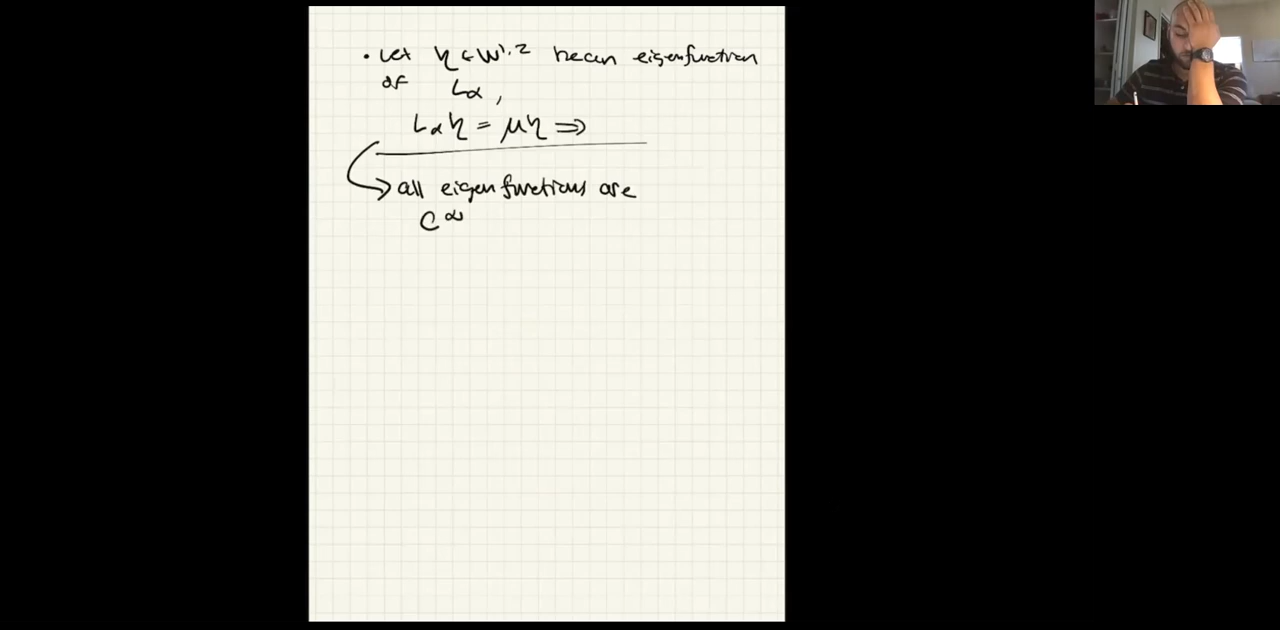 • Let η ∈ W^{1,2} be an eigenfunction
of L_α,
L_α η = μη ⇒
→ all eigenfunctions are
C^∞